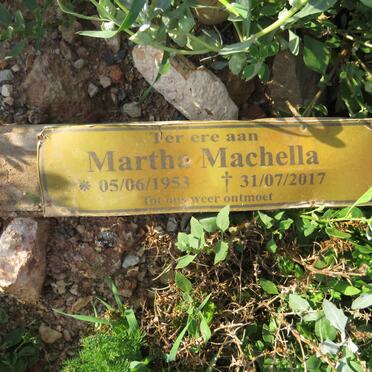 Ter ere aan
Martha Machella
* 05/06/1953 † 31/07/2017
Tot ons weer ontmoet